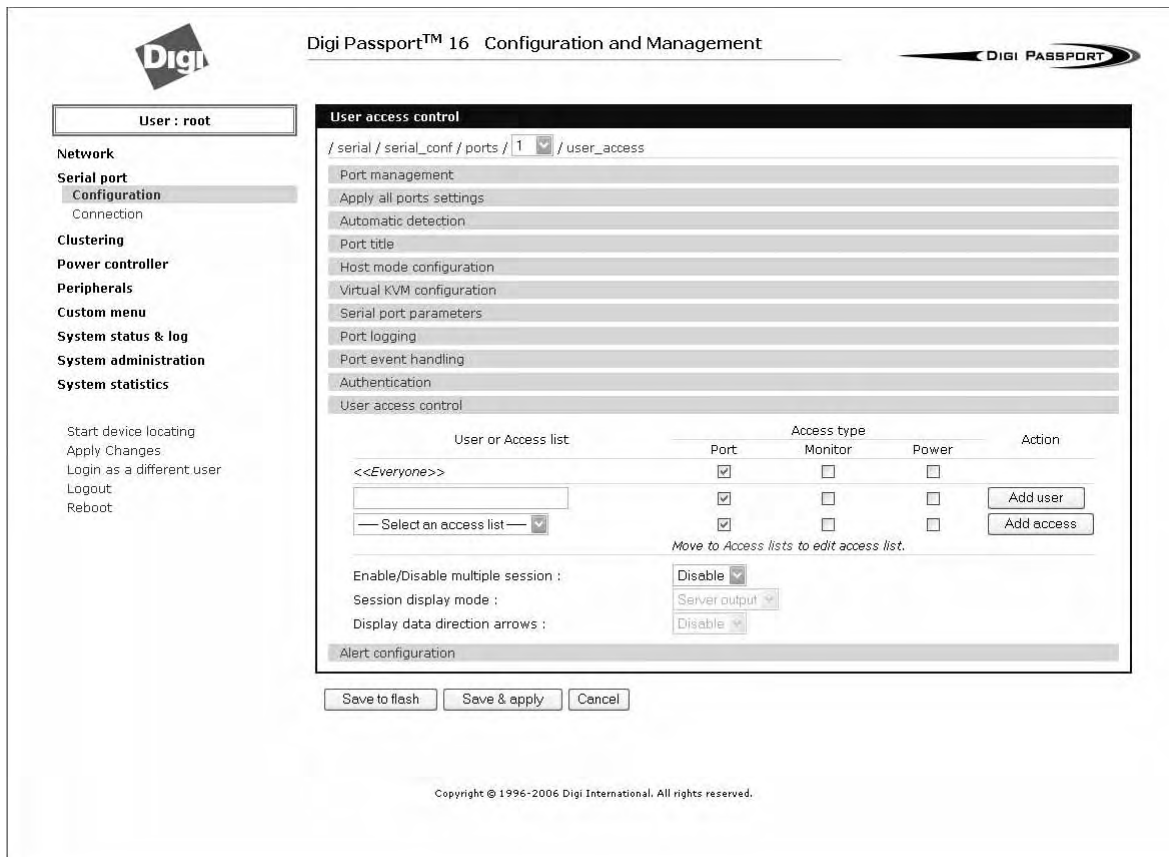 Digi
Digi Passport™ 16 Configuration and Management
DIGI PASSPORT
User : root
Network
Serial port
Configuration
Connection
Clustering
Power controller
Peripherals
Custom menu
System status & log
System administration
System statistics
Start device locating
Apply Changes
Login as a different user
Logout
Reboot
User access control
/ serial / serial_conf / ports / 1 / user_access
Port management
Apply all ports settings
Automatic detection
Port title
Host mode configuration
Virtual KVM configuration
Serial port parameters
Port logging
Port event handling
Authentication
User access control
User or Access list
Access type
Action
Port Monitor Power
<<Everyone>>
Add user
--- Select an access list --- Add access
Move to Access lists to edit access list.
Enable/Disable multiple session : Disable
Session display mode : Server output
Display data direction arrows : Disable
Alert configuration
Save to flash Save & apply Cancel
Copyright © 1996-2006 Digi International. All rights reserved.